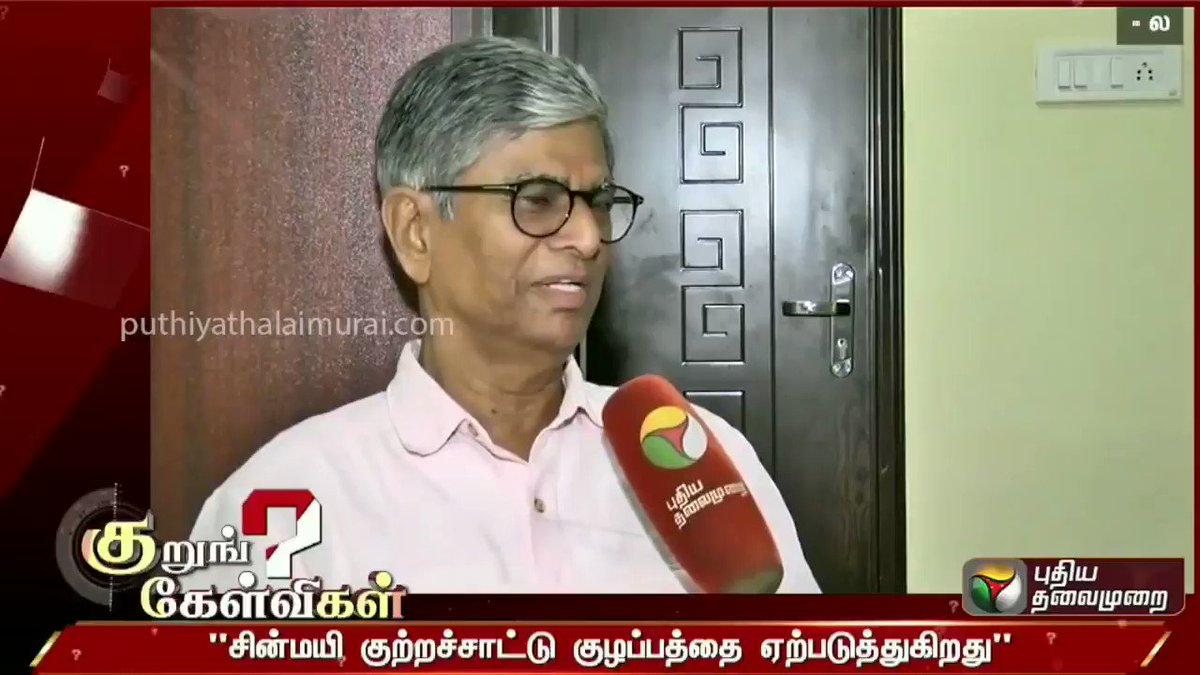 ல
puthiyathalaimurai.com
புதிய
தலைமுறை
குறுங்
கேள்விகள்
புதிய
தலைமுறை
"சின்மயி குற்றச்சாட்டு குழப்பத்தை ஏற்படுத்துகிறது"